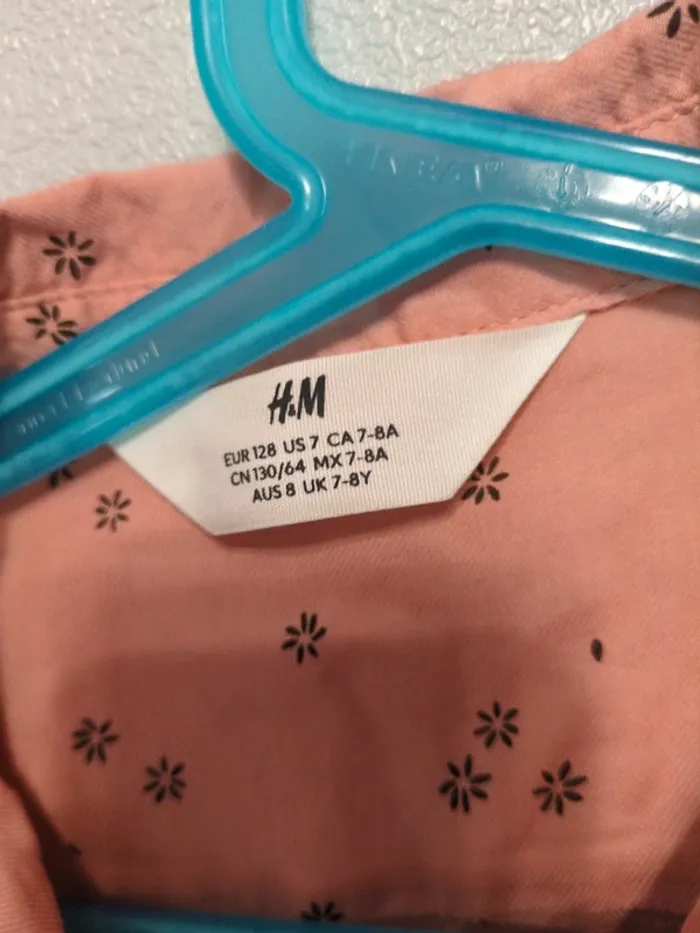 H&M
EUR 128 US 7 CA 7-8A
CN 130/64 MX 7-8A
AUS 8 UK 7-8Y